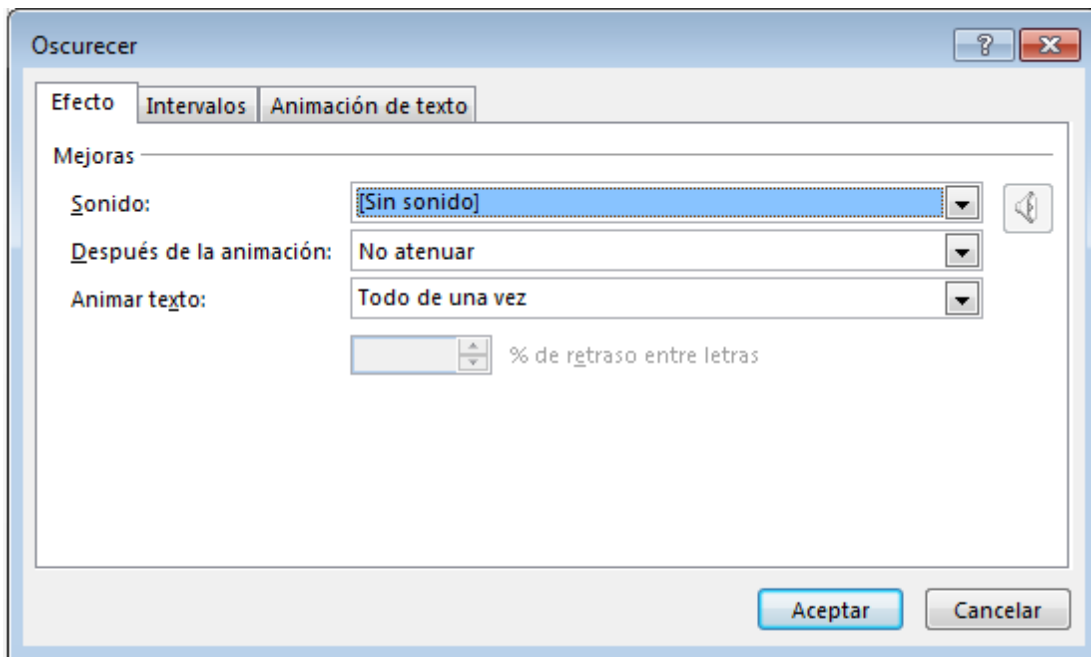 Oscurecer
Efecto Intervalos Animación de texto
Mejoras
Sonido: [Sin sonido]
Después de la animación: No atenuar
Animar texto: Todo de una vez
% de retraso entre letras
Aceptar Cancelar